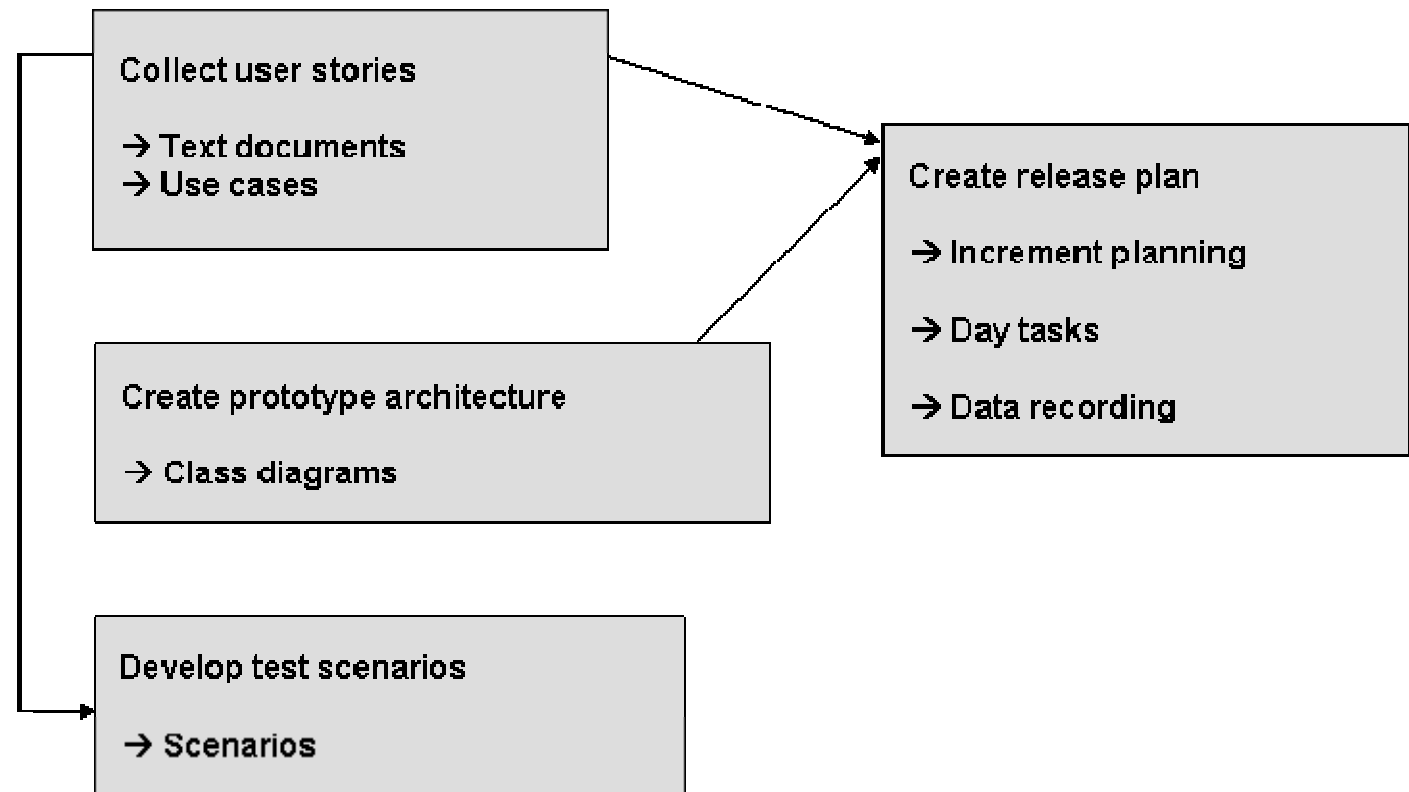 Collect user stories
→ Text documents
→ Use cases
Create release plan
→ Increment planning
→ Day tasks
→ Data recording
Create prototype architecture
→ Class diagrams
Develop test scenarios
→ Scenarios